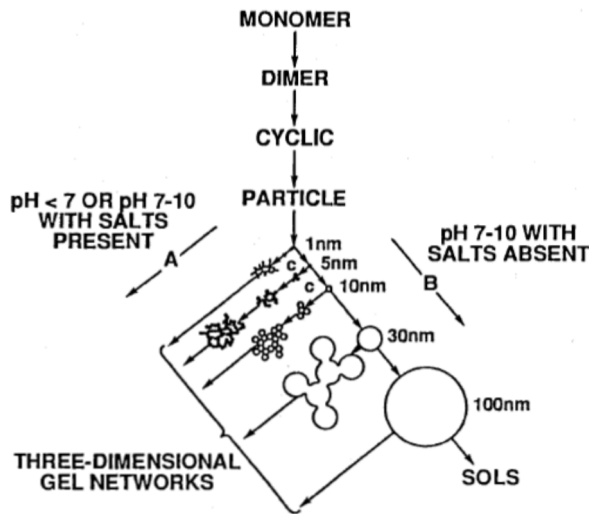 MONOMER
DIMER
CYCLIC
PARTICLE
pH < 7 OR pH 7-10
WITH SALTS
PRESENT
A
pH 7-10 WITH
SALTS ABSENT
B
1nm
C 5nm
C 10nm
30nm
100nm
THREE-DIMENSIONAL
GEL NETWORKS
SOLS